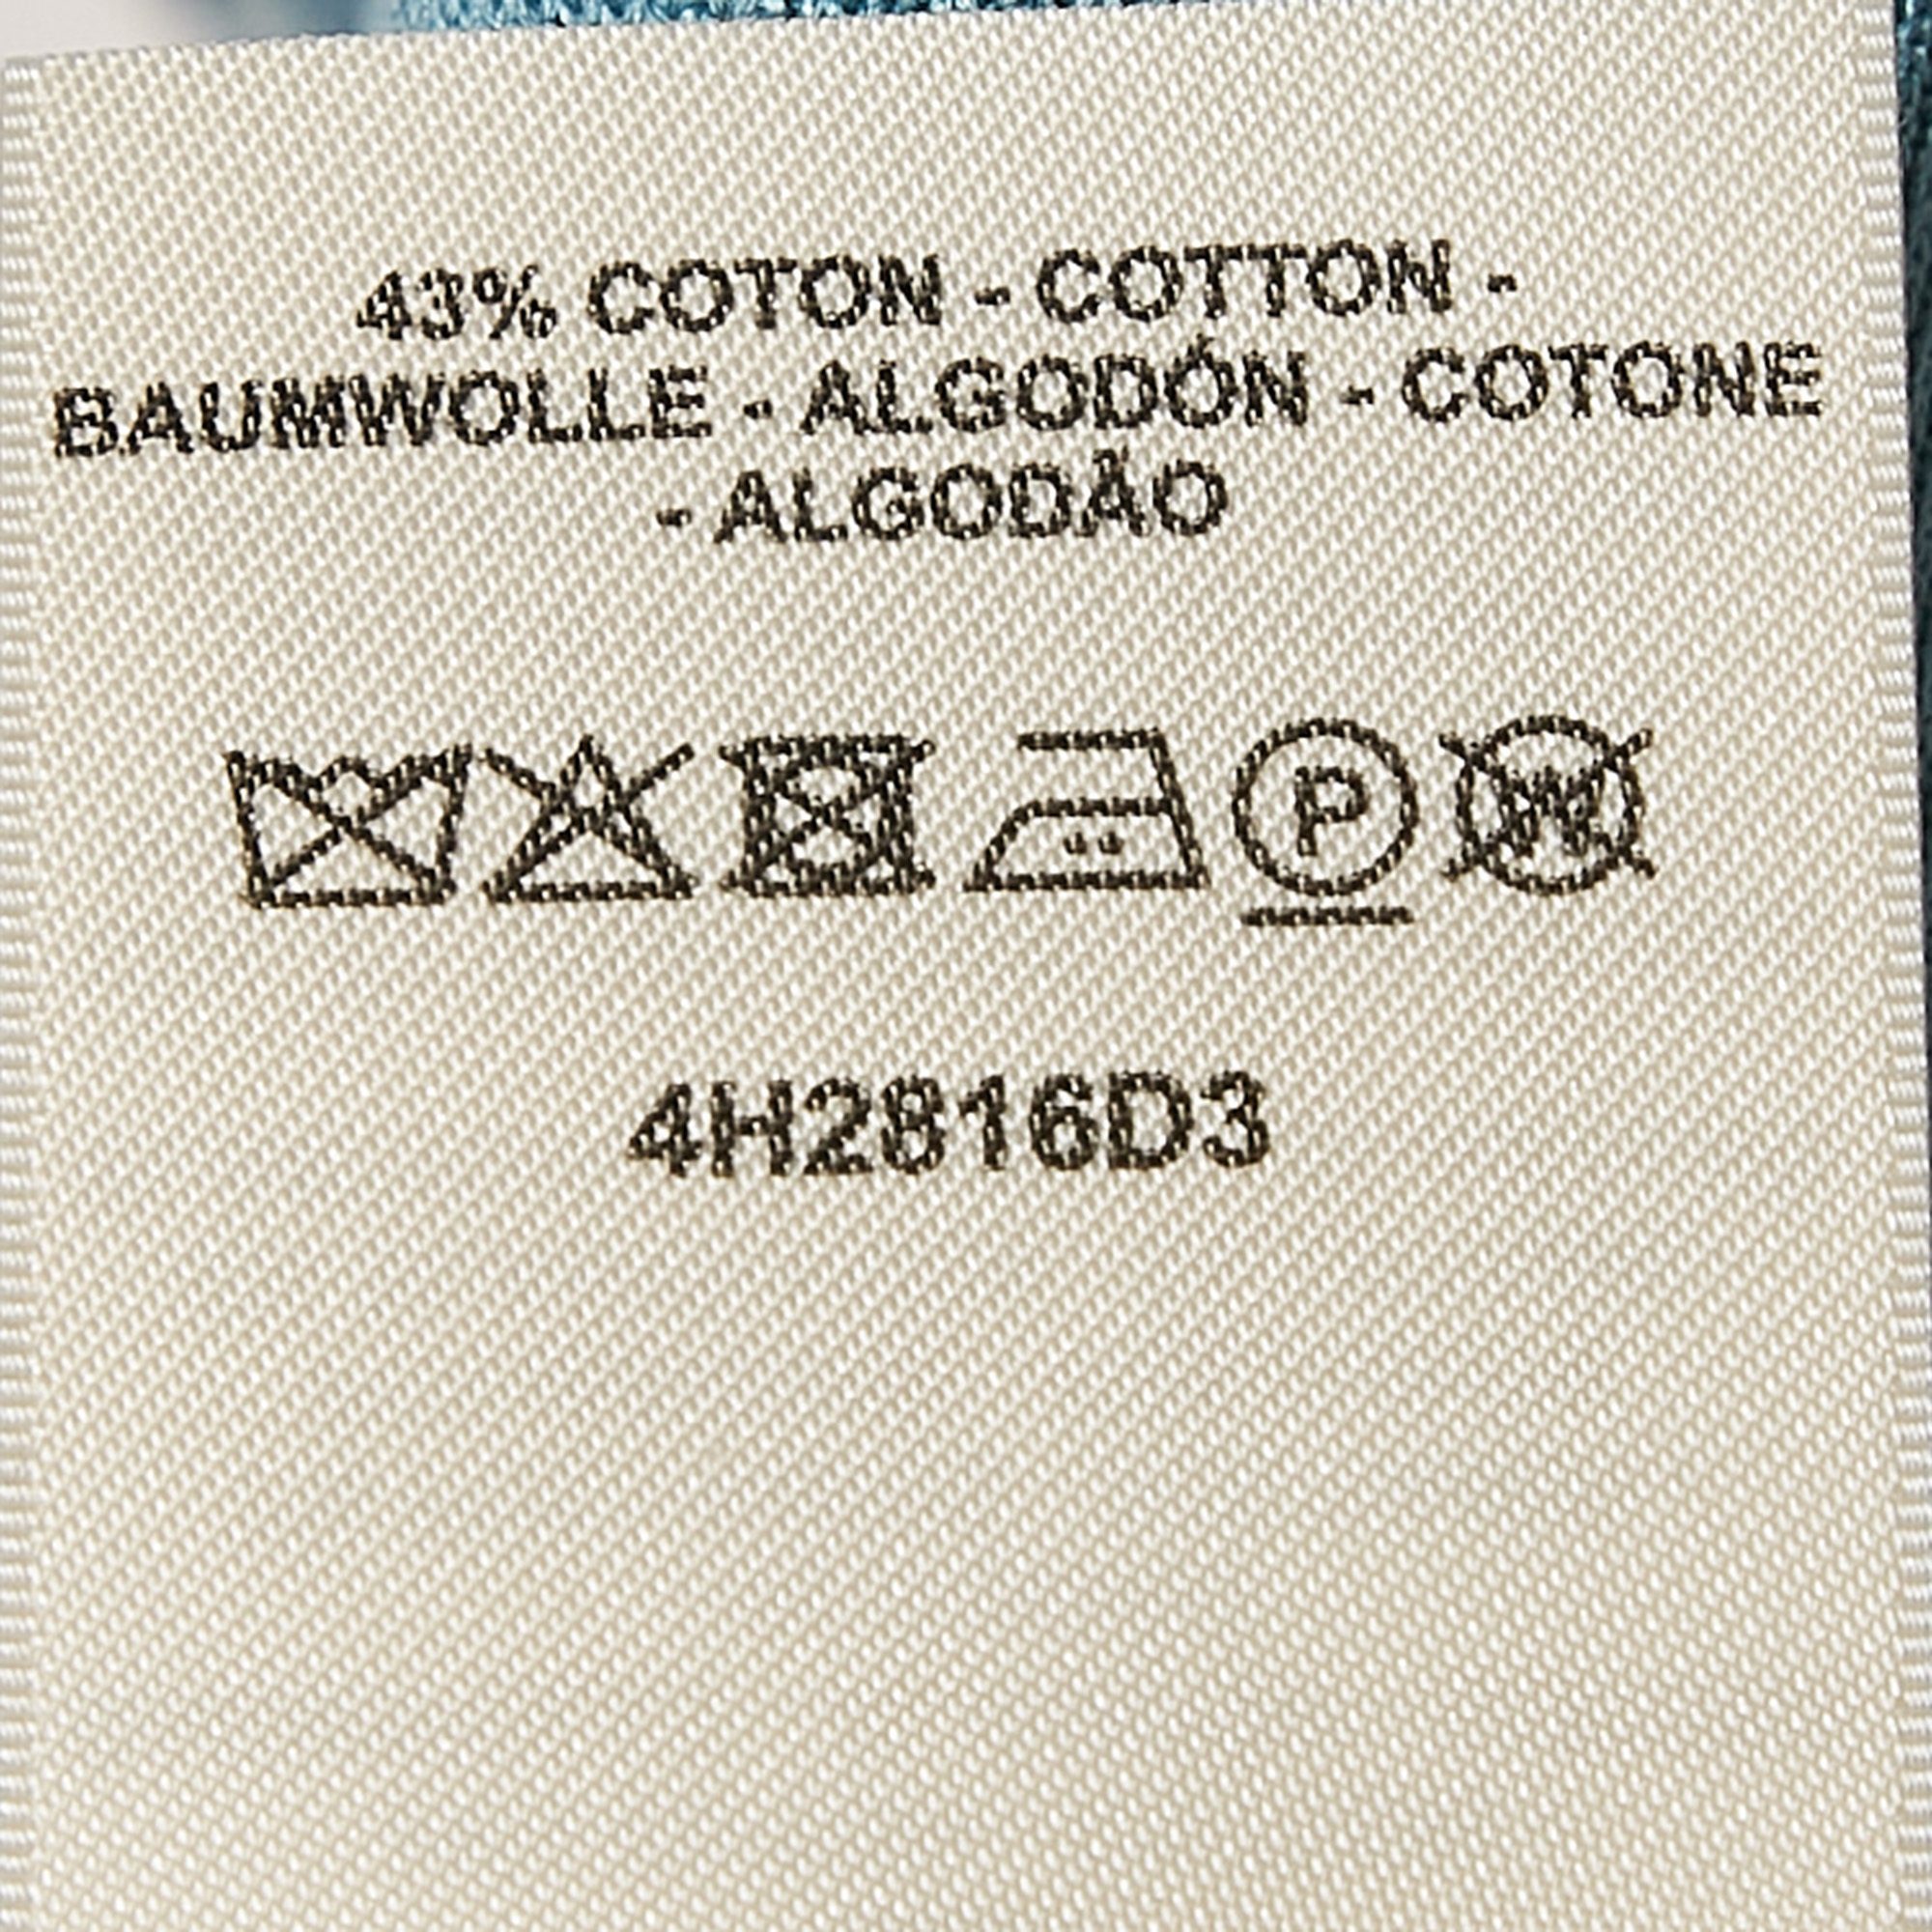 43% COTON - COTTON -
BAUMWOLLE - ALGODÓN - COTONE
- ALGODÃO
P W
4H2816D3